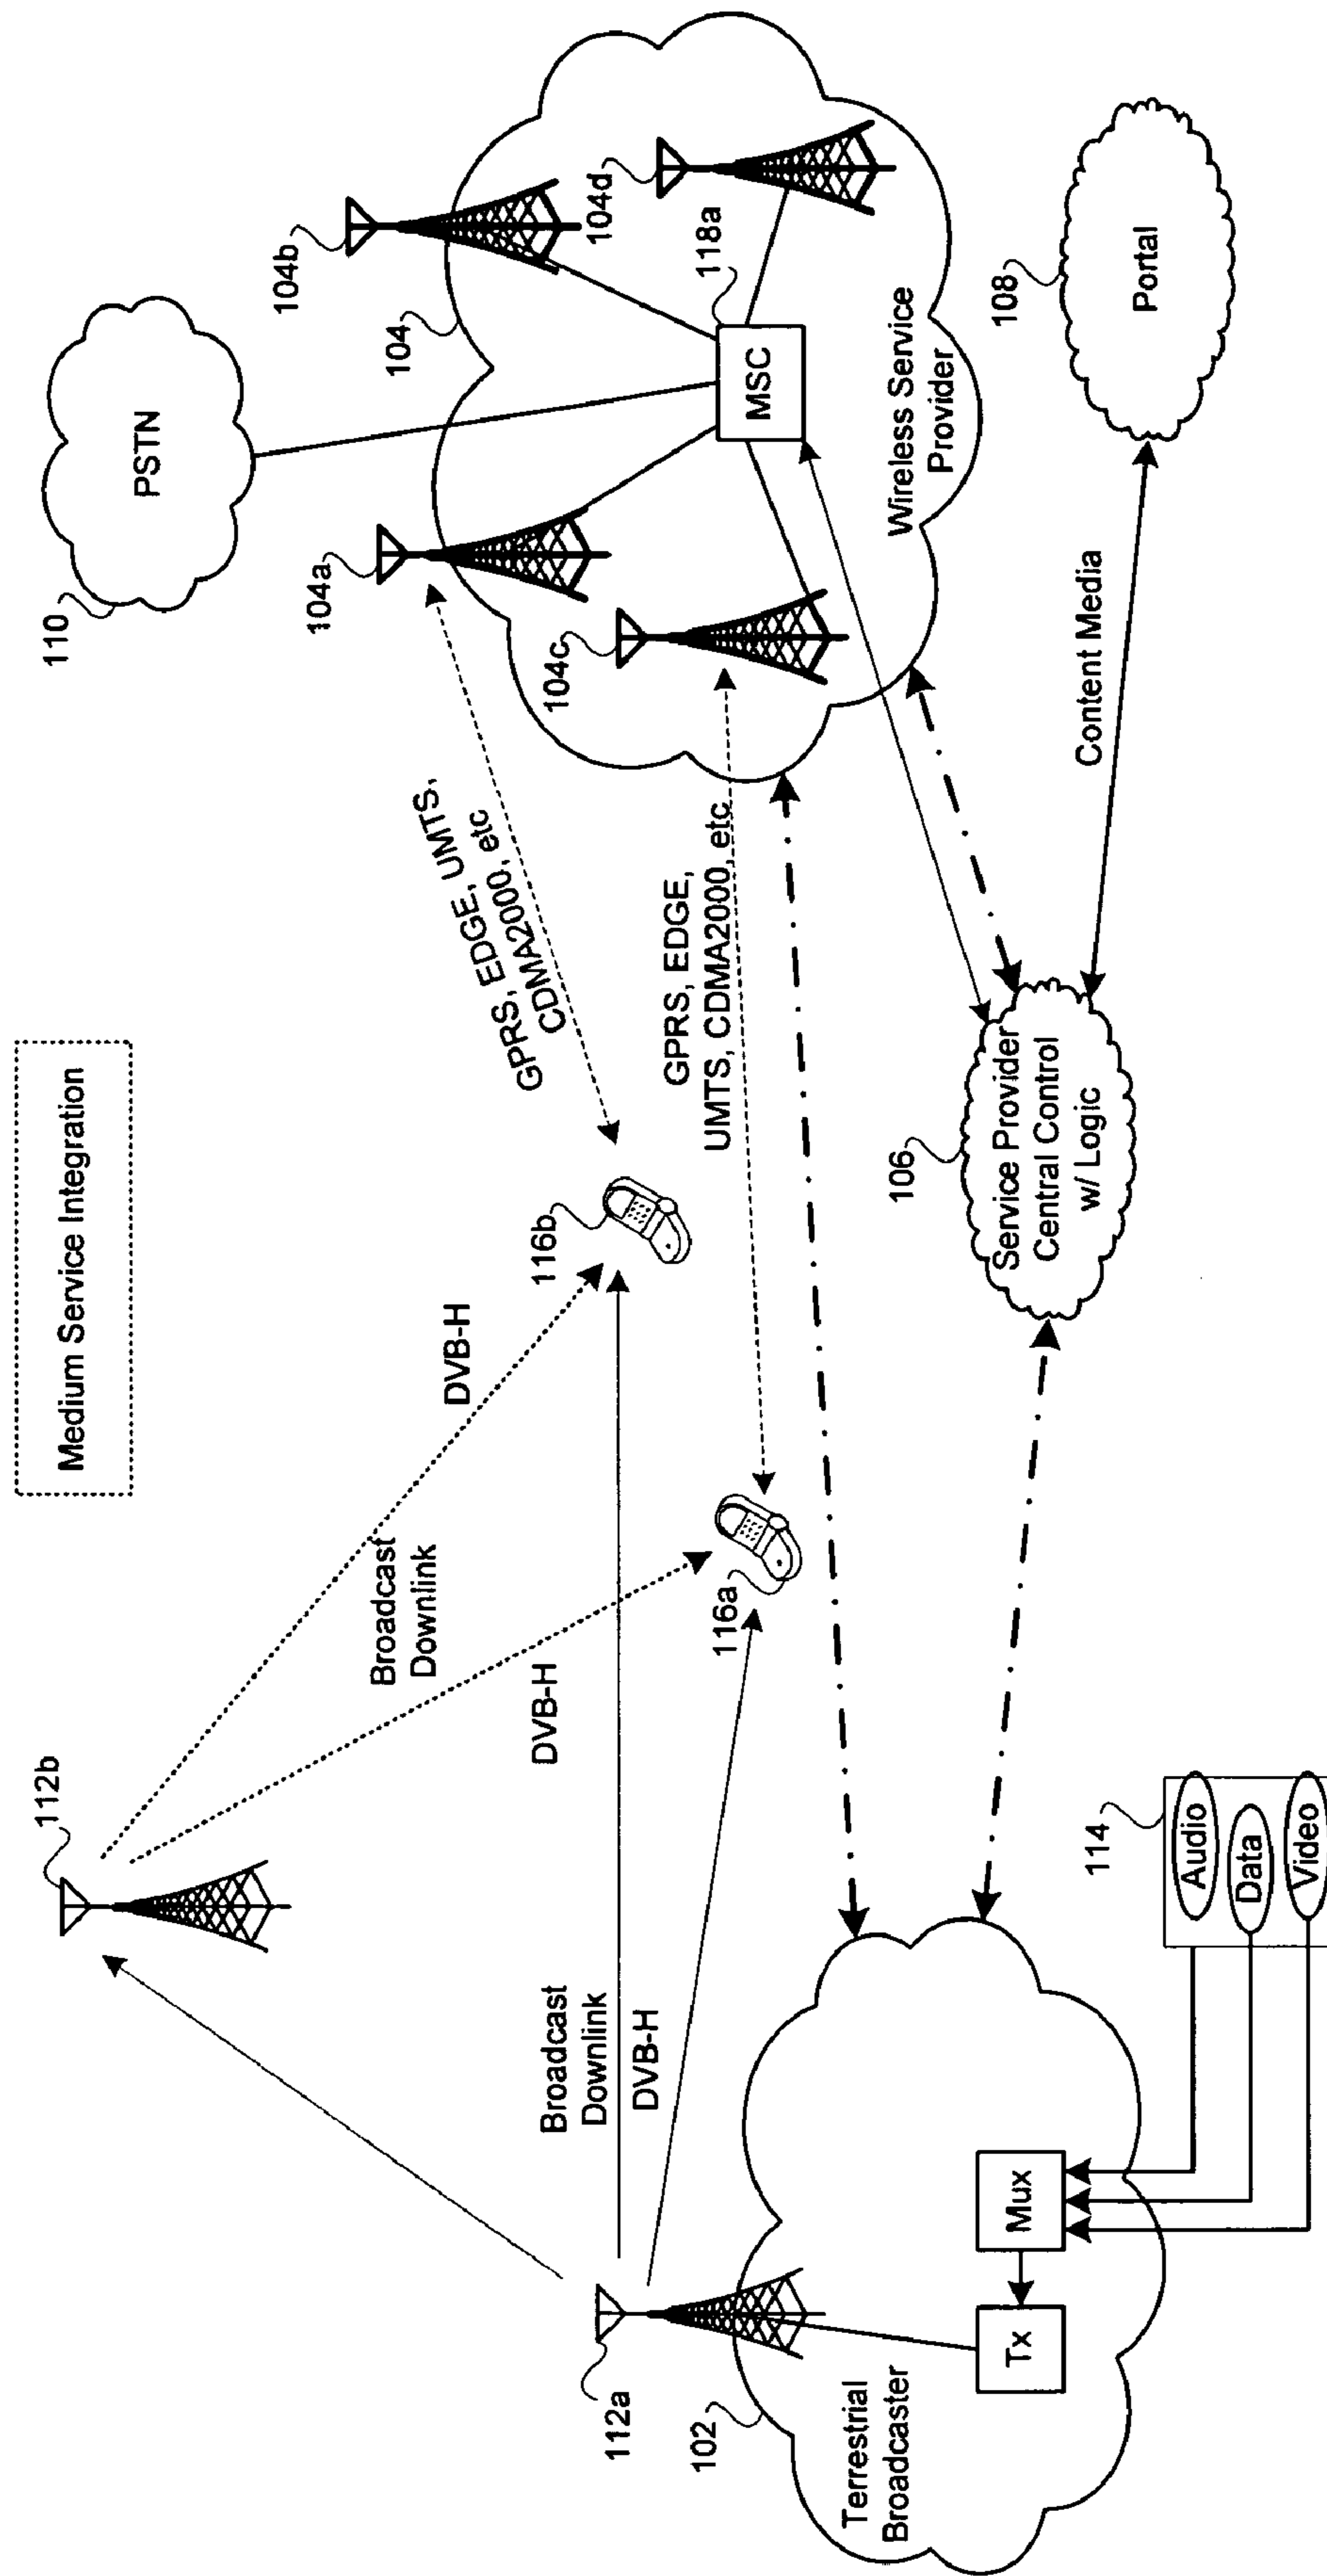 Medium Service Integration
110
PSTN
104b
112b
104a
104
104d
118a
MSC
104c
Wireless Service
Provider
DVB-H
Broadcast
Downlink
116b
GPRS, EDGE, UMTS,
CDMA2000, etc
GPRS, EDGE,
UMTS, CDMA2000, etc
DVB-H
116a
Broadcast
Downlink
DVB-H
112a
102
Terrestrial
Broadcaster
Tx
Mux
114
Audio
Data
Video
106
Service Provider
Central Control
w/ Logic
Content Media
108
Portal